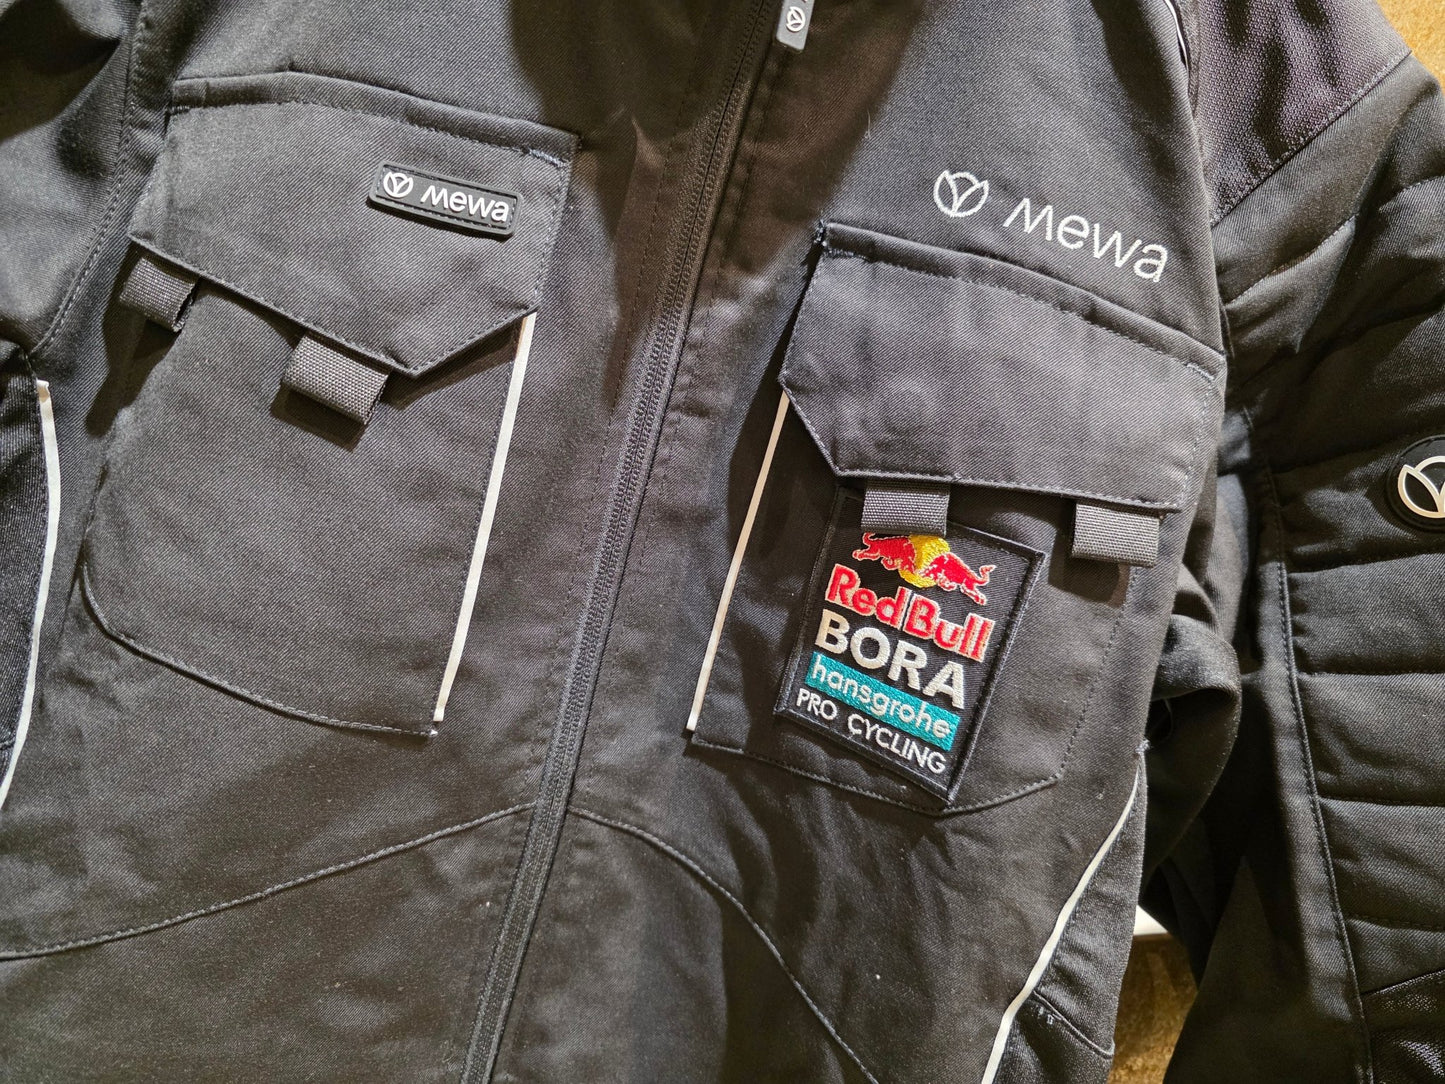 mewa
mewa
Red Bull
BORA
hansgrohe
PRO CYCLING